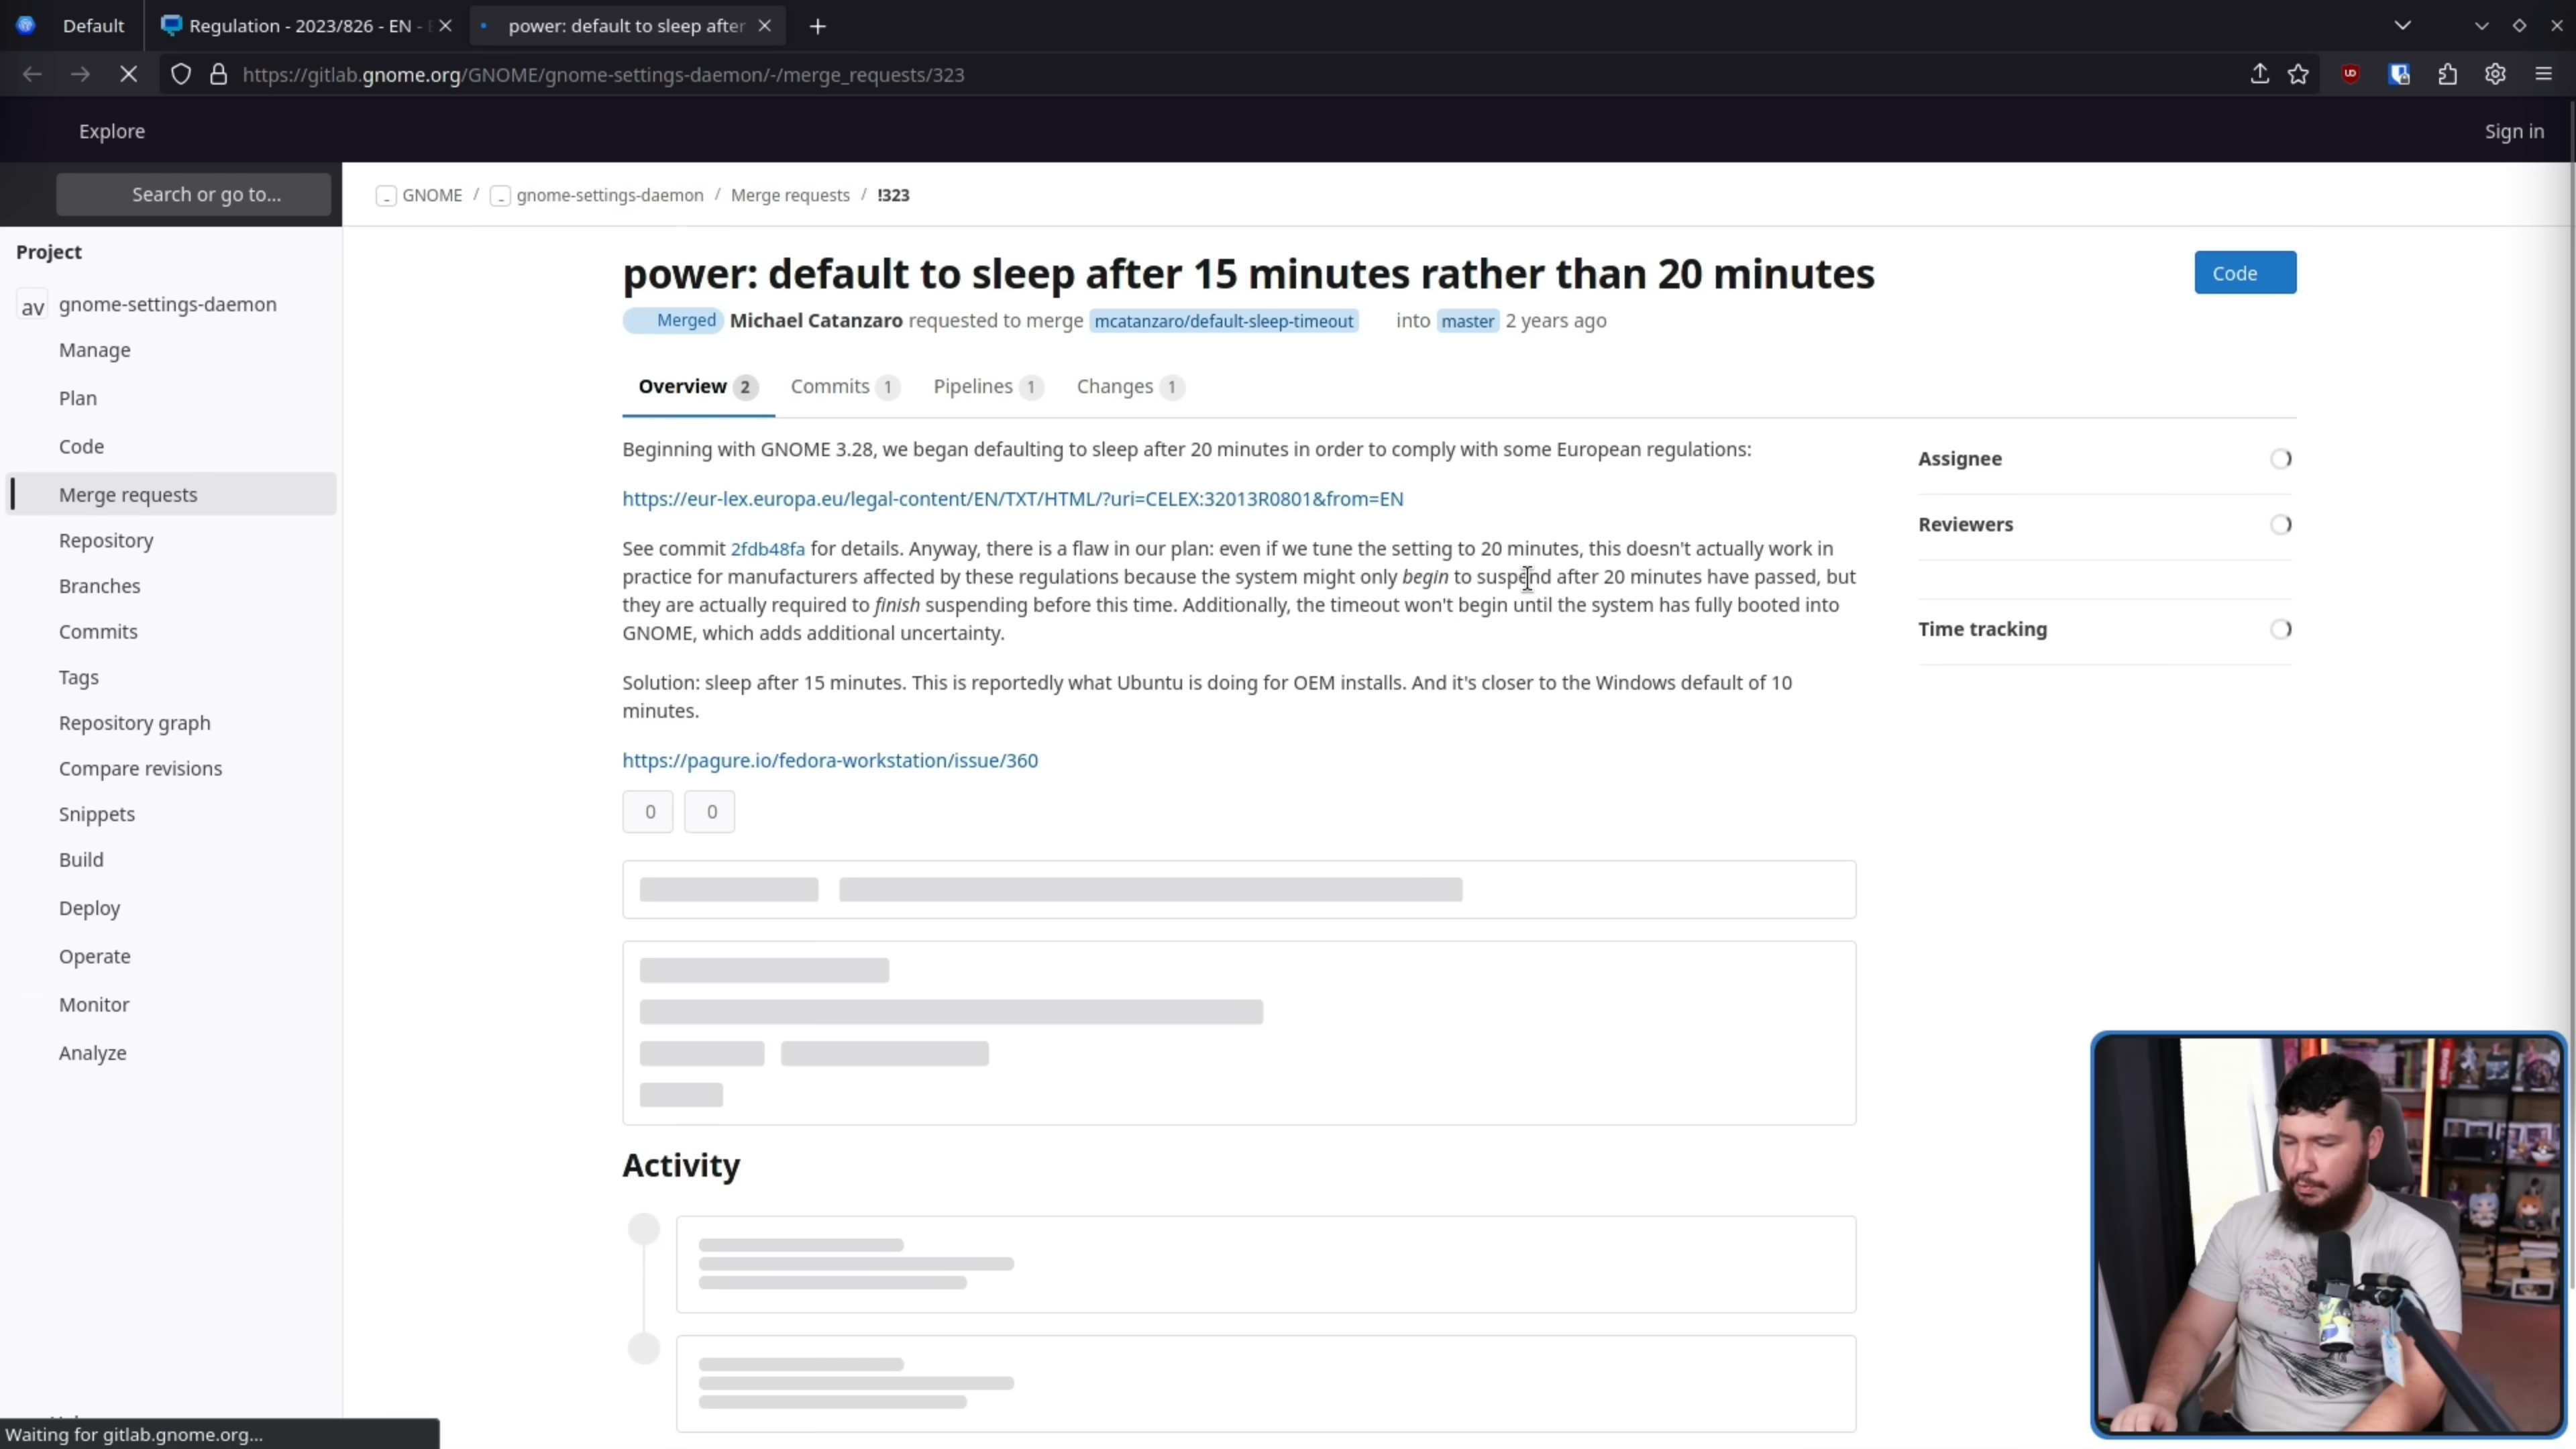 Default
Regulation - 2023/826 - EN -
power: default to sleep after
https://gitlab.gnome.org/GNOME/gnome-settings-daemon/-/merge_requests/323
Explore
Sign in
Search or go to...
GNOME / gnome-settings-daemon / Merge requests / !323
Project
av gnome-settings-daemon
Manage
Plan
Code
Merge requests
Repository
Branches
Commits
Tags
Repository graph
Compare revisions
Snippets
Build
Deploy
Operate
Monitor
Analyze
power: default to sleep after 15 minutes rather than 20 minutes
Code
Merged Michael Catanzaro requested to merge mcatanzaro/default-sleep-timeout into master 2 years ago
Overview 2 Commits 1 Pipelines 1 Changes 1
Beginning with GNOME 3.28, we began defaulting to sleep after 20 minutes in order to comply with some European regulations:
https://eur-lex.europa.eu/legal-content/EN/TXT/HTML/?uri=CELEX:32013R0801&from=EN
See commit 2fdb48fa for details. Anyway, there is a flaw in our plan: even if we tune the setting to 20 minutes, this doesn't actually work in
practice for manufacturers affected by these regulations because the system might only begin to suspend after 20 minutes have passed, but
they are actually required to finish suspending before this time. Additionally, the timeout won't begin until the system has fully booted into
GNOME, which adds additional uncertainty.
Solution: sleep after 15 minutes. This is reportedly what Ubuntu is doing for OEM installs. And it's closer to the Windows default of 10
minutes.
https://pagure.io/fedora-workstation/issue/360
0 0
Assignee
Reviewers
Time tracking
Activity
Waiting for gitlab.gnome.org...